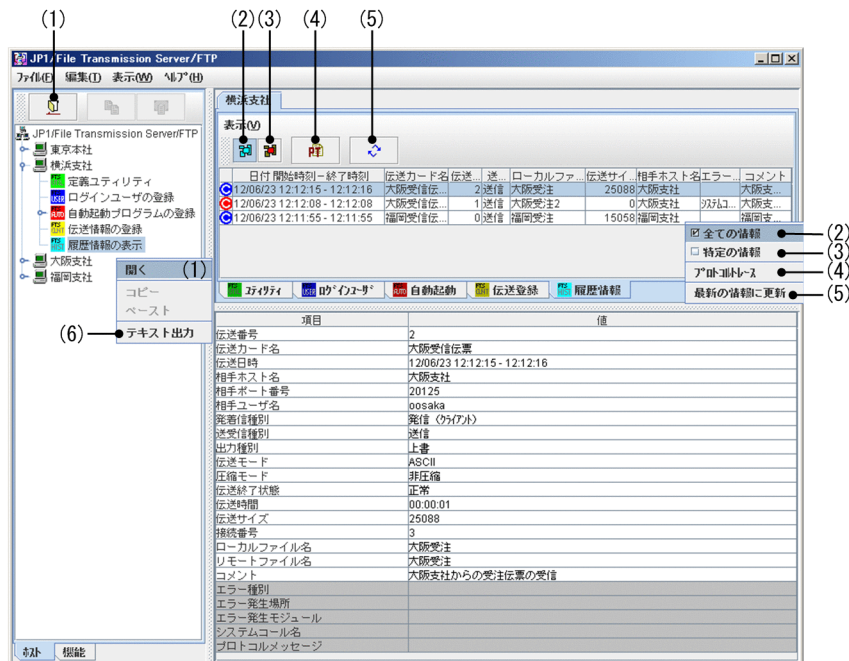 (1) (2)(3) (4) (5)
JP1/File Transmission Server/FTP
ファイル(F) 編集(I) 表示(W) ヘルプ(H)
JP1/File Transmission Server/FTP
東京本社
横浜支社
定義ユティリティ
ログインユーザの登録
自動起動プログラムの登録
伝送情報の登録
履歴情報の表示
大阪支社
福岡支社
開く (1)
コピー
ペースト
(6) テキスト出力
ホスト 機能
横浜支社
表示(V)
PT
日付 開始時刻-終了時刻 伝送カード名 伝送... 送... ローカルファ... 伝送サイ... 相手ホスト名 エラー... コメント
C 12/06/23 12:12:15 - 12:12:16 大阪受信伝... 2 送信 大阪受注 25088 大阪支社 大阪支...
C 12/06/23 12:12:08 - 12:12:08 大阪受信伝... 1 送信 大阪受注2 0 大阪支社 システムコ... 大阪支...
C 12/06/23 12:11:55 - 12:11:55 福岡受信伝... 0 送信 福岡受注 15058 福岡支社 福岡支...
全ての情報 (2)
特定の情報 (3)
プロトコルトレース (4)
最新の情報に更新 (5)
ユティリティ ログインユーザ 自動起動 伝送登録 履歴情報
項目 値
伝送番号 2
伝送カード名 大阪受信伝票
伝送日時 12/06/23 12:12:15 - 12:12:16
相手ホスト名 大阪支社
相手ポート番号 20125
相手ユーザ名 oosaka
発着信種別 発信（クライアント）
送受信種別 送信
出力種別 上書
伝送モード ASCII
圧縮モード 非圧縮
伝送終了状態 正常
伝送時間 00:00:01
伝送サイズ 25088
接続番号 3
ローカルファイル名 大阪受注
リモートファイル名 大阪受注
コメント 大阪支社からの受注伝票の受信
エラー種別
エラー発生場所
エラー発生モジュール
システムコール名
プロトコルメッセージ